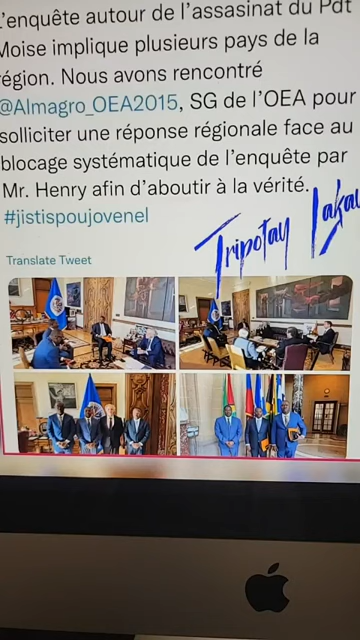 L'enquête autour de l'assasinat du Pdt
Moise implique plusieurs pays de la
région. Nous avons rencontré
@Almagro_OEA2015, SG de l'OEA pour
solliciter une réponse régionale face au
blocage systématique de l'enquête par
Mr. Henry afin d'aboutir à la vérité.
#jistispoujovenel
Tripotay Lakay
Translate Tweet